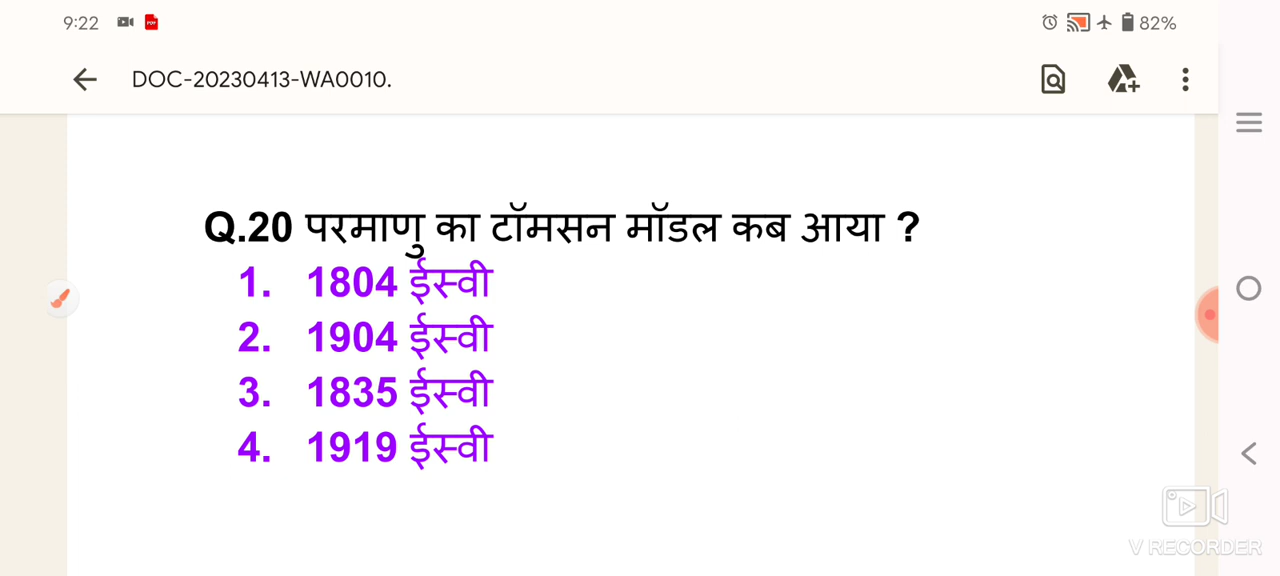 9:22 82%
DOC-20230413-WA0010.
Q.20 परमाणु का टॉमसन मॉडल कब आया ?
1. 1804 ईस्वी
2. 1904 ईस्वी
3. 1835 ईस्वी
4. 1919 ईस्वी
V RECORDER